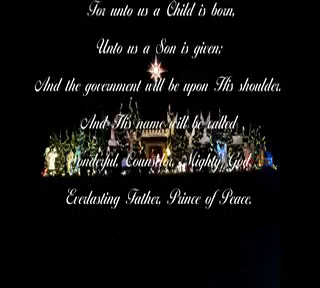 For unto us a Child is born,
Unto us a Son is given;
And the government will be upon His shoulder.
And His name will be called
Wonderful, Counselor, Mighty God,
Everlasting Father, Prince of Peace.